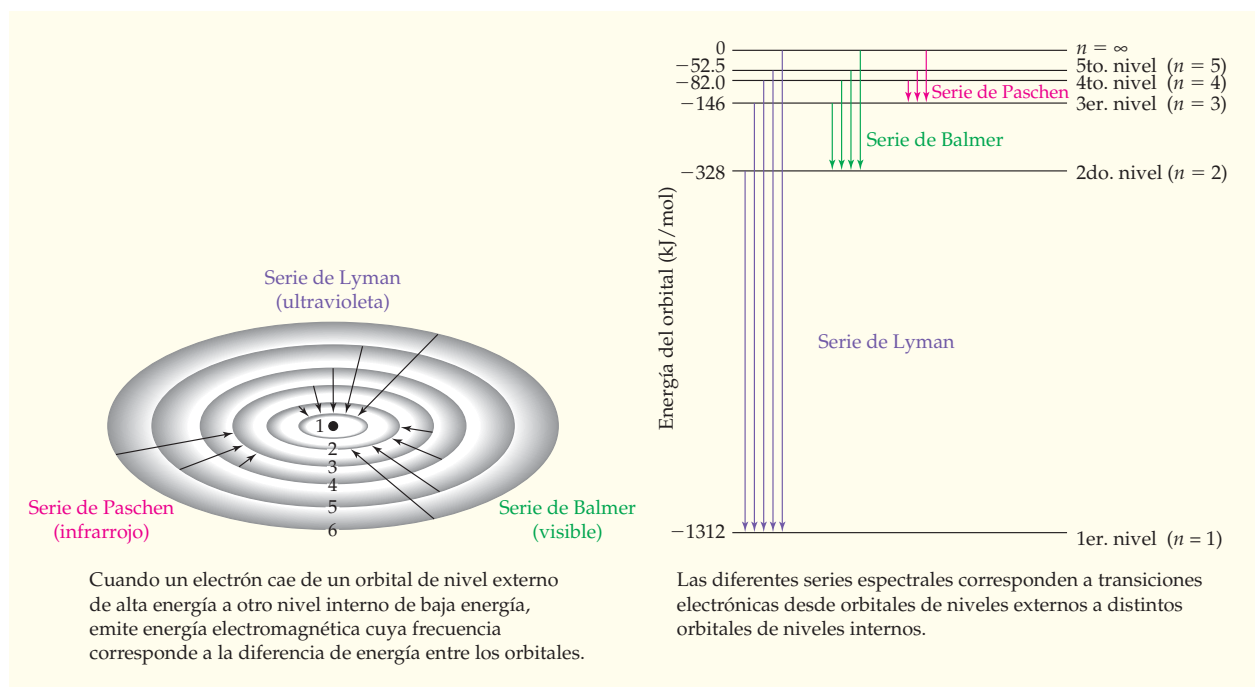 Serie de Lyman
(ultravioleta)
1
2
3
4
5
6
Serie de Paschen
(infrarrojo)
Serie de Balmer
(visible)
Cuando un electrón cae de un orbital de nivel externo
de alta energía a otro nivel interno de baja energía,
emite energía electromagnética cuya frecuencia
corresponde a la diferencia de energía entre los orbitales.
Energía del orbital (kJ/mol)
0 n = ∞
−52.5 5to. nivel (n = 5)
−82.0 4to. nivel (n = 4)
Serie de Paschen
−146 3er. nivel (n = 3)
Serie de Balmer
−328 2do. nivel (n = 2)
Serie de Lyman
−1312 1er. nivel (n = 1)
Las diferentes series espectrales corresponden a transiciones
electrónicas desde orbitales de niveles externos a distintos
orbitales de niveles internos.